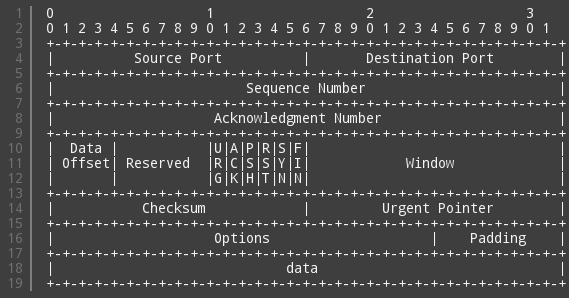 1 0                   1                   2                   3
2 0 1 2 3 4 5 6 7 8 9 0 1 2 3 4 5 6 7 8 9 0 1 2 3 4 5 6 7 8 9 0 1
3 +-+-+-+-+-+-+-+-+-+-+-+-+-+-+-+-+-+-+-+-+-+-+-+-+-+-+-+-+-+-+-+-+
4 |          Source Port          |       Destination Port        |
5 +-+-+-+-+-+-+-+-+-+-+-+-+-+-+-+-+-+-+-+-+-+-+-+-+-+-+-+-+-+-+-+-+
6 |                        Sequence Number                        |
7 +-+-+-+-+-+-+-+-+-+-+-+-+-+-+-+-+-+-+-+-+-+-+-+-+-+-+-+-+-+-+-+-+
8 |                    Acknowledgment Number                      |
9 +-+-+-+-+-+-+-+-+-+-+-+-+-+-+-+-+-+-+-+-+-+-+-+-+-+-+-+-+-+-+-+-+
10 |  Data |           |U|A|P|R|S|F|                               |
11 | Offset| Reserved  |R|C|S|S|Y|I|            Window             |
12 |       |           |G|K|H|T|N|N|                               |
13 +-+-+-+-+-+-+-+-+-+-+-+-+-+-+-+-+-+-+-+-+-+-+-+-+-+-+-+-+-+-+-+-+
14 |           Checksum            |         Urgent Pointer        |
15 +-+-+-+-+-+-+-+-+-+-+-+-+-+-+-+-+-+-+-+-+-+-+-+-+-+-+-+-+-+-+-+-+
16 |                    Options                    |    Padding    |
17 +-+-+-+-+-+-+-+-+-+-+-+-+-+-+-+-+-+-+-+-+-+-+-+-+-+-+-+-+-+-+-+-+
18 |                             data                              |
19 +-+-+-+-+-+-+-+-+-+-+-+-+-+-+-+-+-+-+-+-+-+-+-+-+-+-+-+-+-+-+-+-+